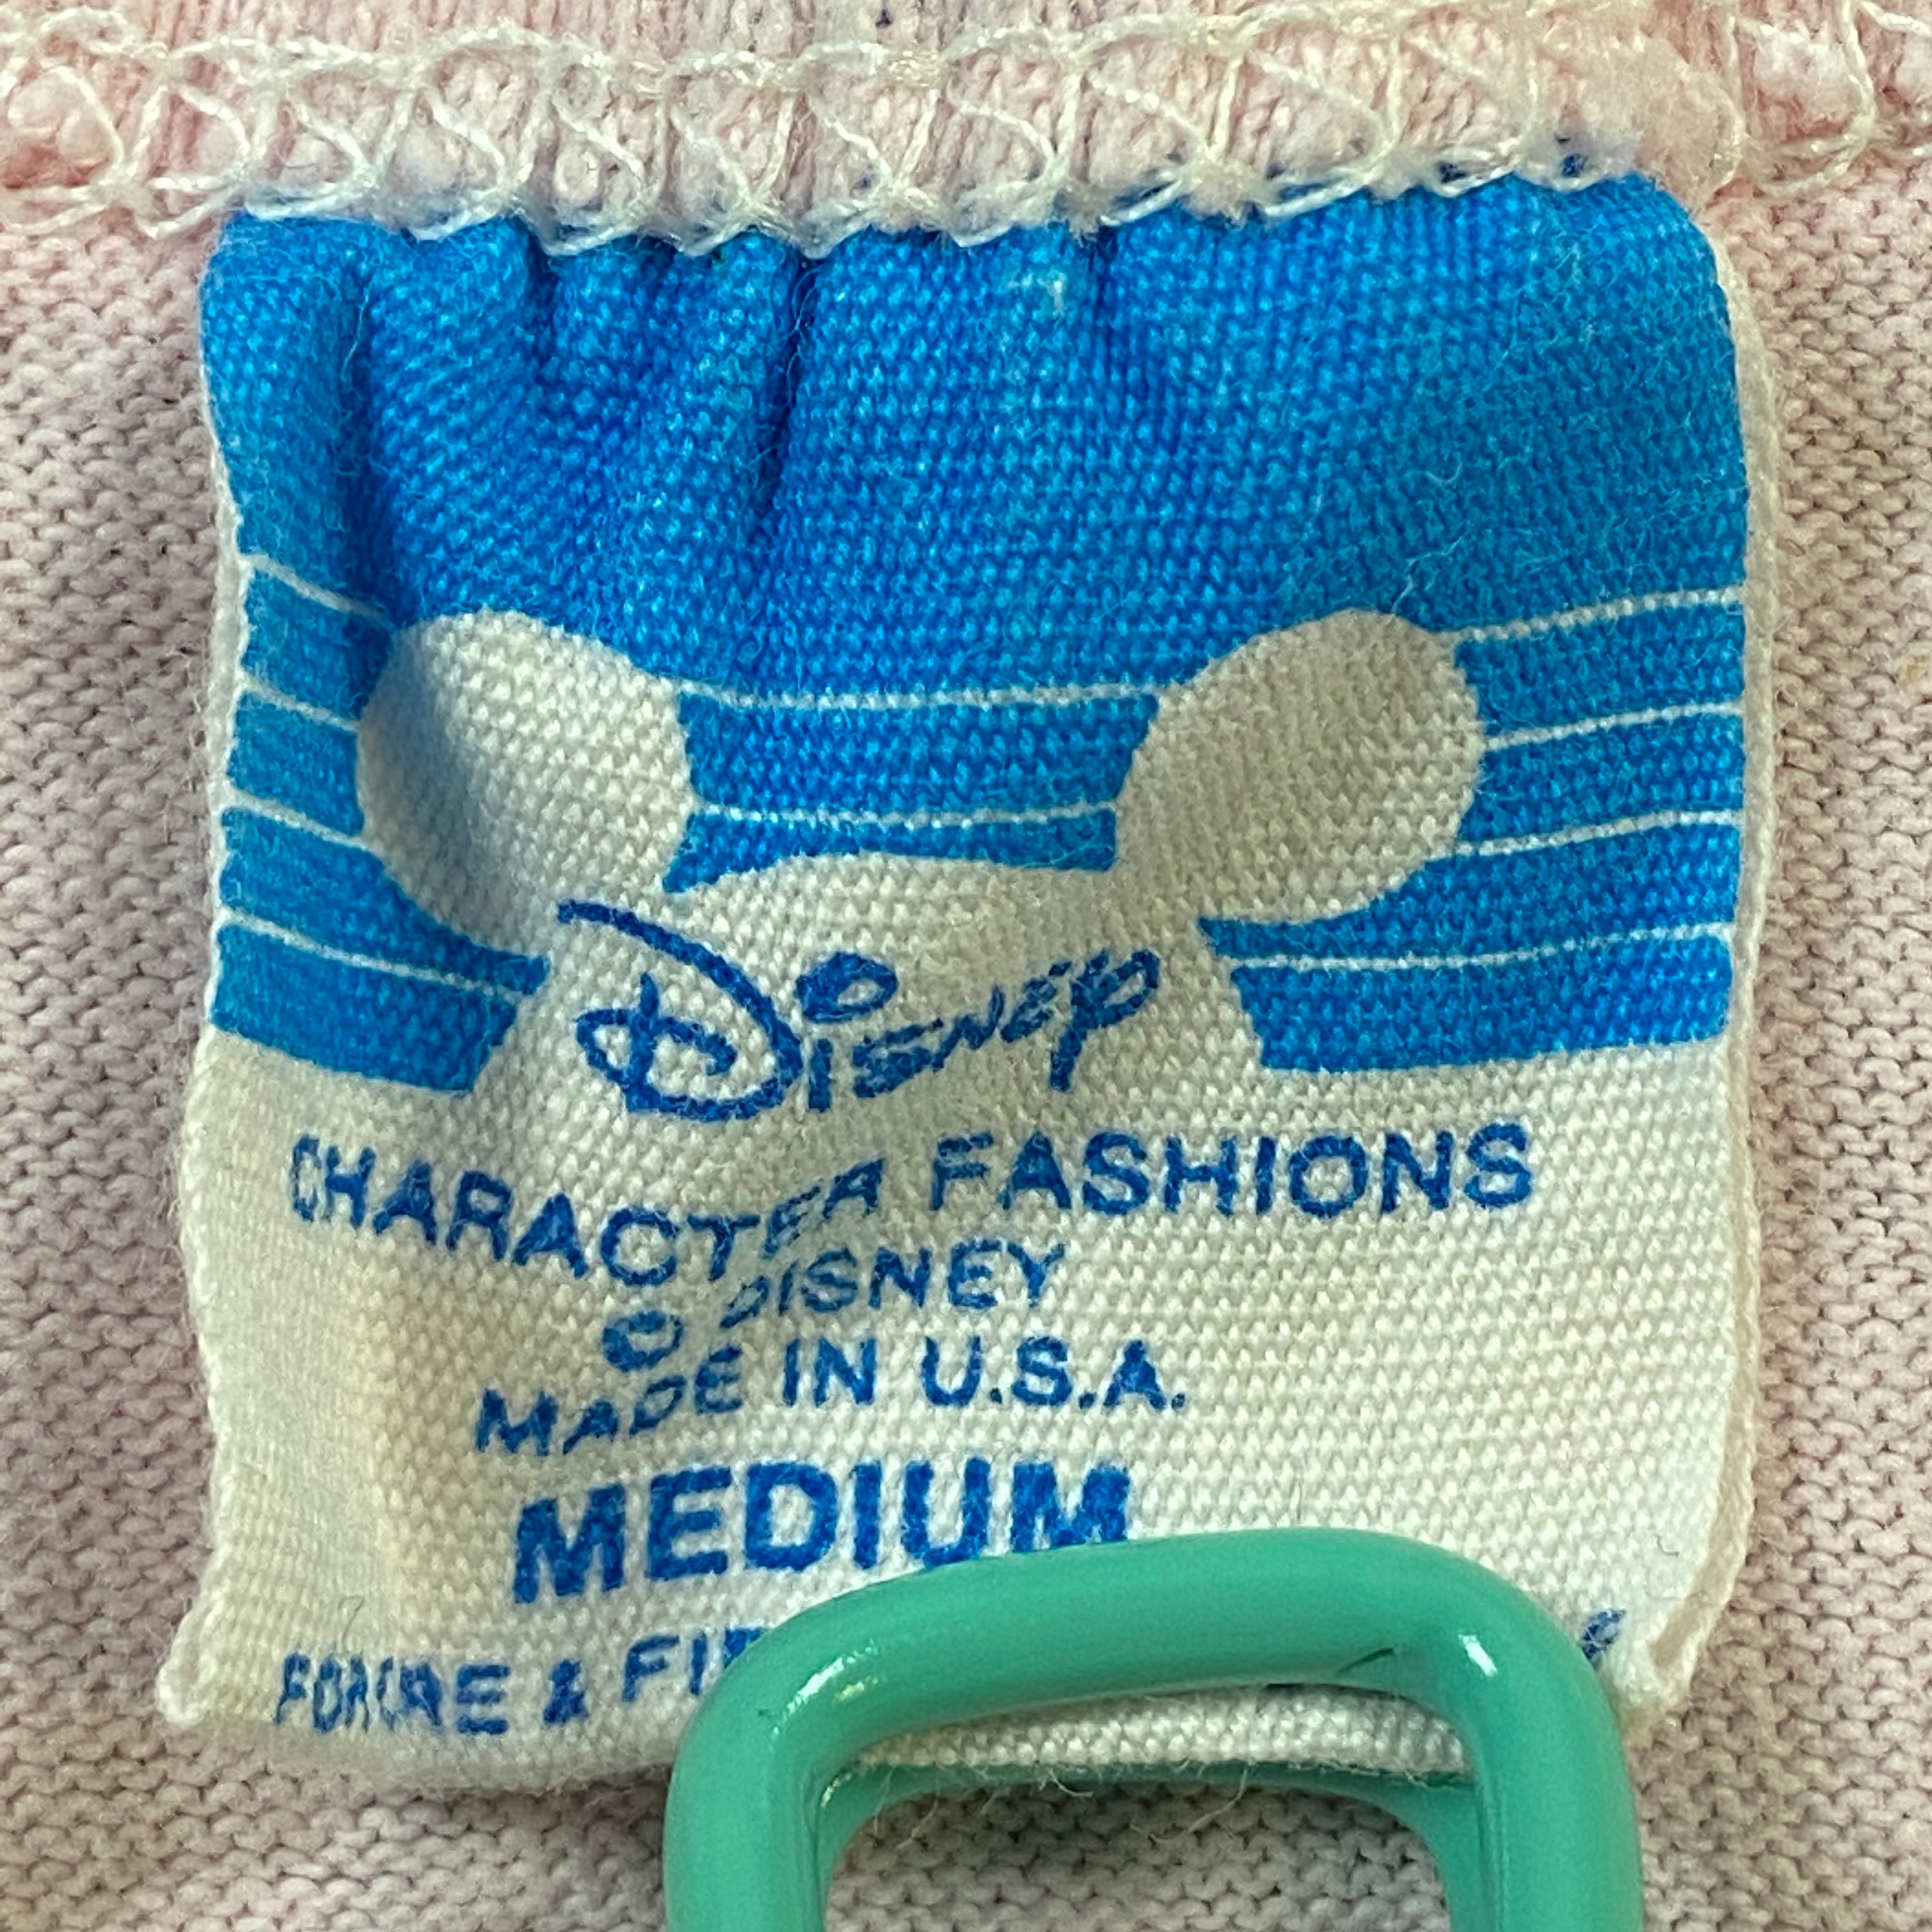 Disney
CHARACTER FASHIONS
© DISNEY
MADE IN U.S.A.
MEDIUM
&